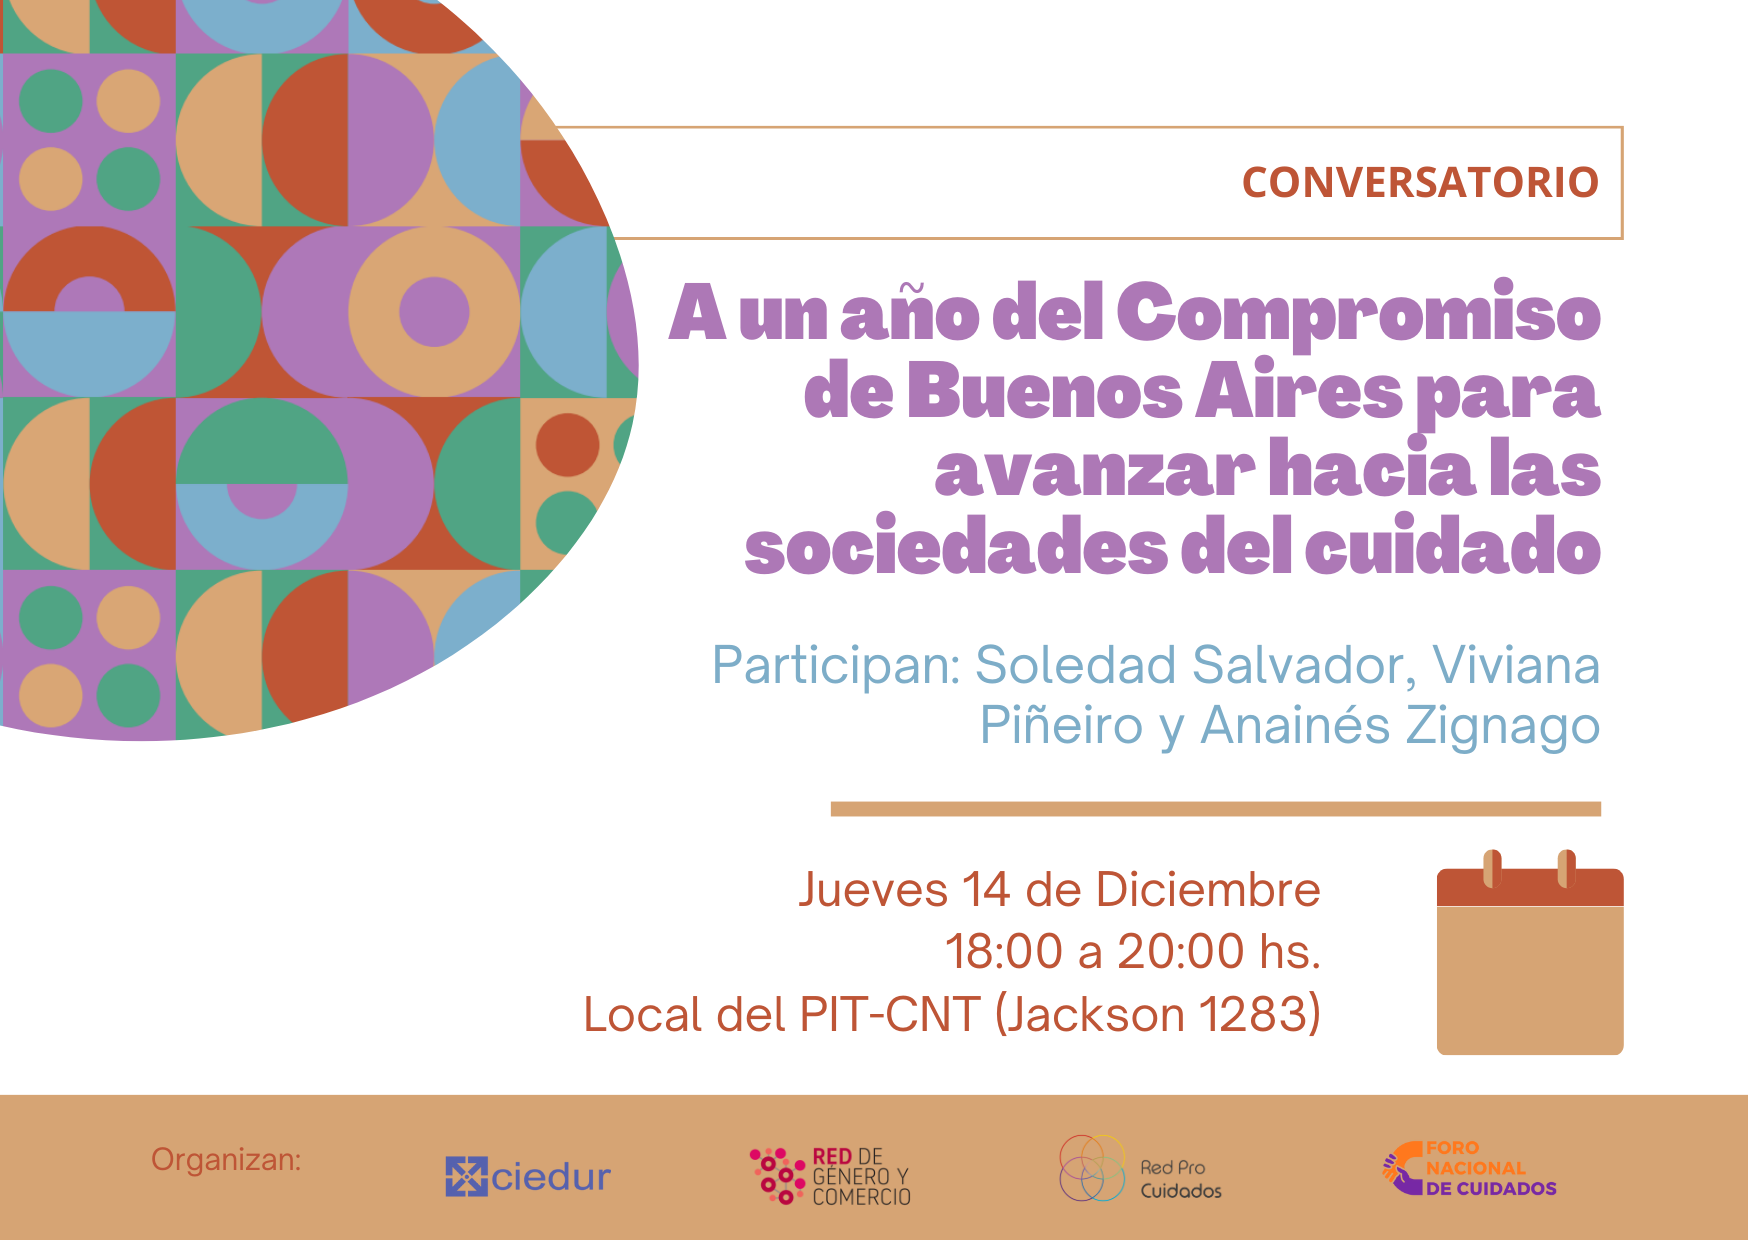 CONVERSATORIO
A un año del Compromiso
de Buenos Aires para
avanzar hacia las
sociedades del cuidado
Participan: Soledad Salvador, Viviana
Piñeiro y Anainés Zignago
Jueves 14 de Diciembre
18:00 a 20:00 hs.
Local del PIT-CNT (Jackson 1283)
Organizan:
ciedur
RED DE
GÉNERO Y
COMERCIO
Red Pro
Cuidados
FORO
NACIONAL
DE CUIDADOS